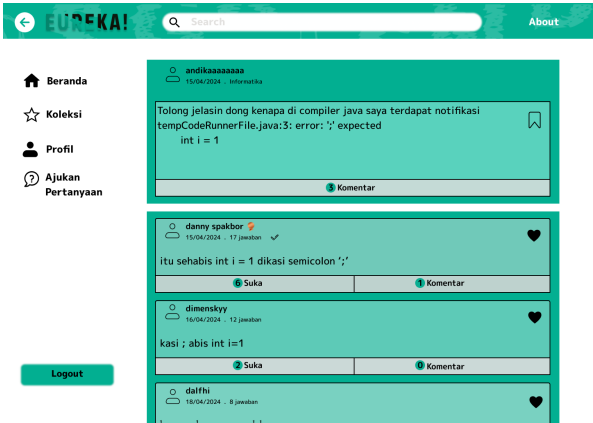 EUREKA!
Search
About
Beranda
Koleksi
Profil
Ajukan
Pertanyaan
Logout
andikaaaaaaaa
15/04/2024 . Informatika
Tolong jelasin dong kenapa di compiler java saya terdapat notifikasi
tempCodeRunnerFile.java:3: error: ';' expected
int i = 1
3 Komentar
danny spakbor
15/04/2024 . 17 jawaban
itu sehabis int i = 1 dikasi semicolon ';'
6 Suka
1 Komentar
dimenskyy
16/04/2024 . 12 jawaban
kasi ; abis int i=1
2 Suka
0 Komentar
dalfhi
18/04/2024 . 8 jawaban